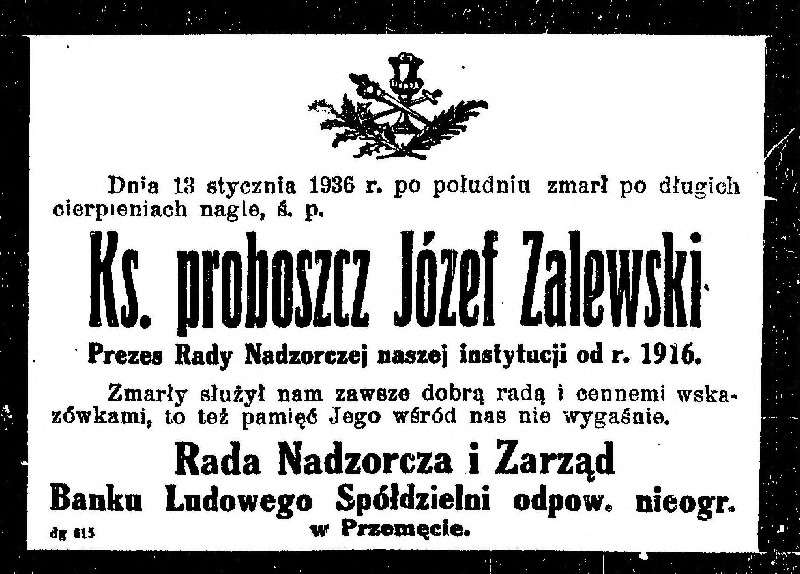 Dnia 13 stycznia 1936 r. po południu zmarł po długich
cierpieniach nagle, ś. p.
Ks. proboszcz Józef Zalewski
Prezes Rady Nadzorczej naszej instytucji od r. 1916.
Zmarły służył nam zawsze dobrą radą i cennemi wska-
zówkami, to też pamięć Jego wśród nas nie wygaśnie.
Rada Nadzorcza i Zarząd
Banku Ludowego Spółdzielni odpow. nieogr.
w Przemęcie.
dg 615